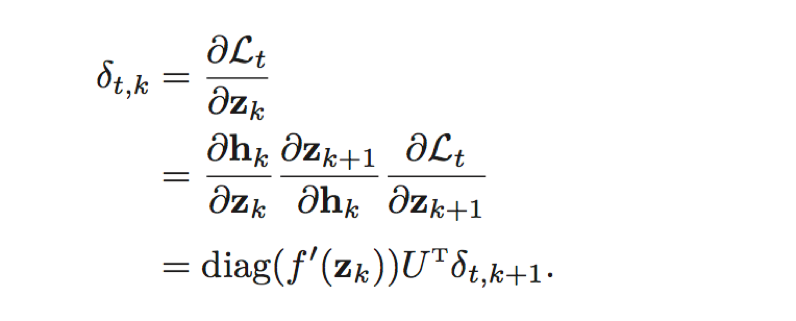 δ_{t,k} = ∂ℒ_t / ∂𝐳_k
= ∂𝐡_k / ∂𝐳_k ∂𝐳_{k+1} / ∂𝐡_k ∂ℒ_t / ∂𝐳_{k+1}
= diag(f′(𝐳_k))U^T δ_{t,k+1}.